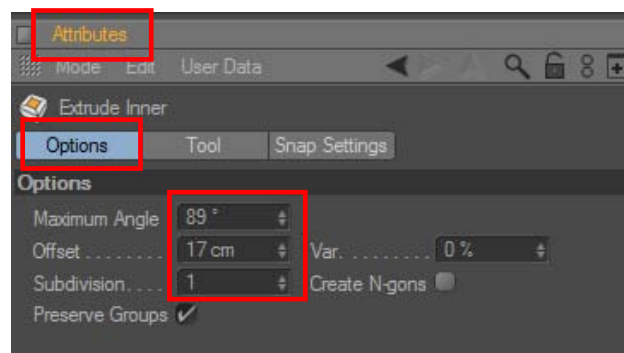 Attributes
Mode Edit User Data
Extrude Inner
Options Tool Snap Settings
Options
Maximum Angle 89 °
Offset . . . . . . . . 17 cm Var. . . . . . . . . 0 %
Subdivision. . . . 1 Create N-gons
Preserve Groups